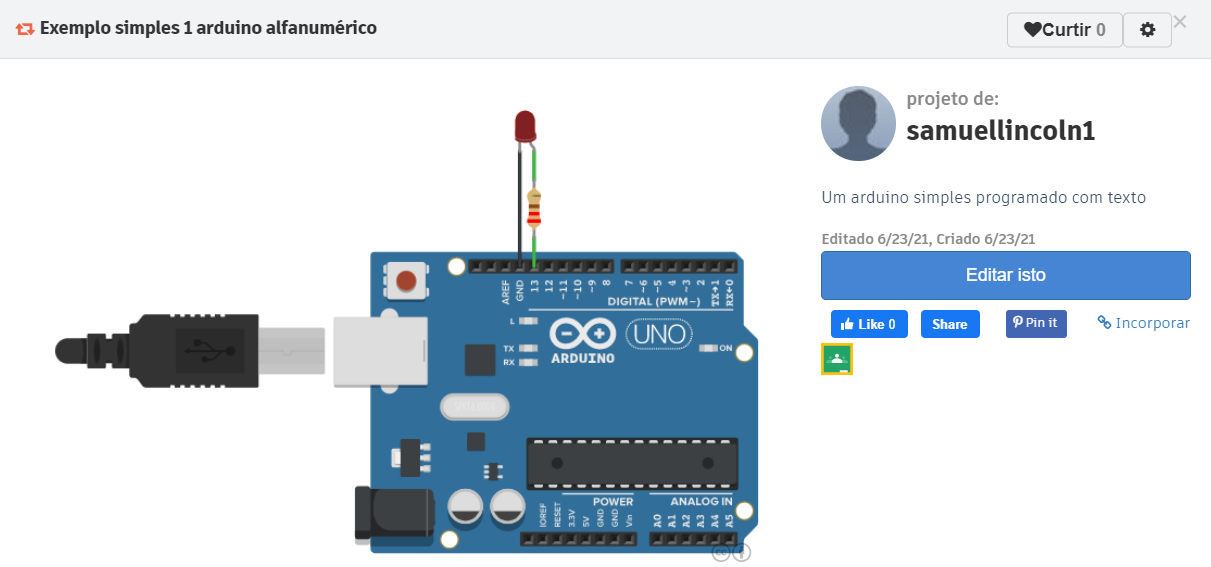 Exemplo simples 1 arduino alfanumérico
Curtir 0
projeto de:
samuellincoln1
Um arduino simples programado com texto
Editado 6/23/21, Criado 6/23/21
Editar isto
Like 0
Share
Pin it
Incorporar
AREF
GND
13
12
~11
~10
~9
8
7
~6
~5
4
~3
2
TX→1
RX←0
DIGITAL (PWM~)
L
TX
RX
ARDUINO
UNO
ON
POWER
ANALOG IN
IOREF
RESET
3.3V
5V
GND
GND
Vin
A0
A1
A2
A3
A4
A5
cc